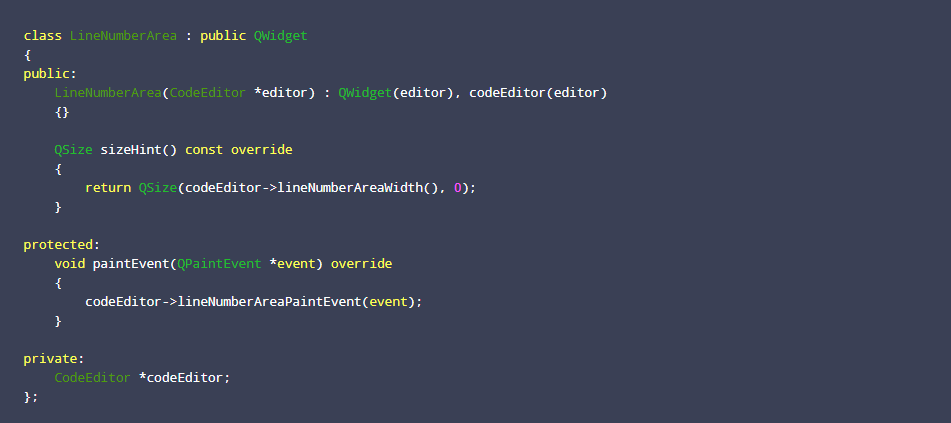 class LineNumberArea : public QWidget
{
public:
    LineNumberArea(CodeEditor *editor) : QWidget(editor), codeEditor(editor)
    {}

    QSize sizeHint() const override
    {
        return QSize(codeEditor->lineNumberAreaWidth(), 0);
    }

protected:
    void paintEvent(QPaintEvent *event) override
    {
        codeEditor->lineNumberAreaPaintEvent(event);
    }

private:
    CodeEditor *codeEditor;
};